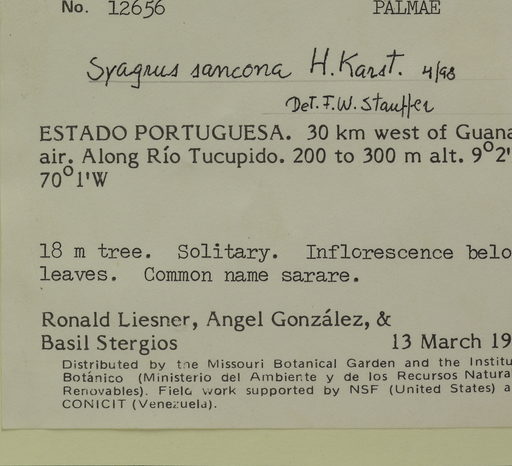 No. 12656 PALMAE
Syagrus sancona H. Karst. 4/98
Det. F.W. Stauffer
ESTADO PORTUGUESA. 30 km west of Guana
air. Along Río Tucupido. 200 to 300 m alt. 9°2'
70°1'W
18 m tree. Solitary. Inflorescence belo
leaves. Common name sarare.
Ronald Liesner, Angel González, &
Basil Stergios 13 March 19
Distributed by the Missouri Botanical Garden and the Institu
Botánico (Ministerio del Ambiente y de los Recursos Natura
Renovables). Field work supported by NSF (United States) a
CONICIT (Venezuela).